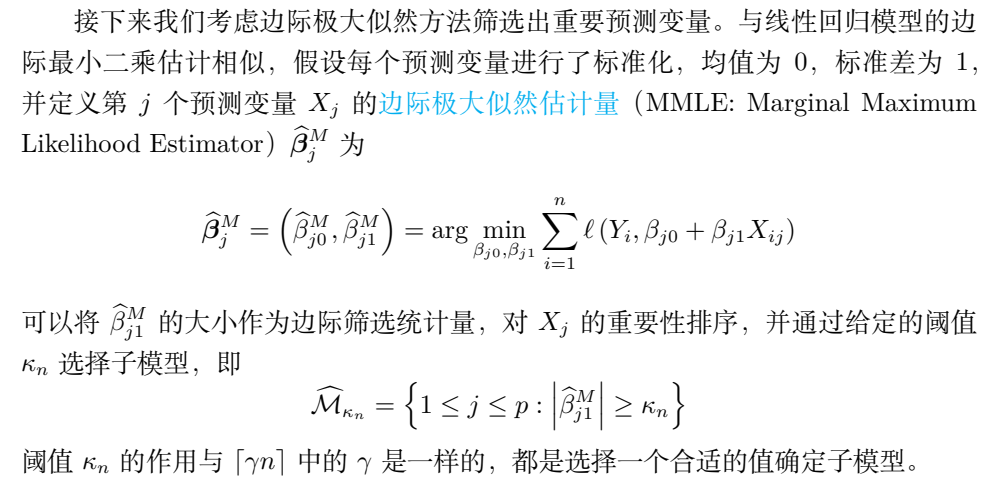 接下来我们考虑边际极大似然方法筛选出重要预测变量。与线性回归模型的边
际最小二乘估计相似，假设每个预测变量进行了标准化，均值为 0，标准差为 1，
并定义第 $j$ 个预测变量 $X_j$ 的边际极大似然估计量（MMLE: Marginal Maximum
Likelihood Estimator）$\widehat{\boldsymbol{\beta}}_j^M$ 为
$$\widehat{\boldsymbol{\beta}}_j^M = \left(\widehat{\beta}_{j0}^M, \widehat{\beta}_{j1}^M\right) = \arg\min_{\beta_{j0}, \beta_{j1}} \sum_{i=1}^{n} \ell\left(Y_i, \beta_{j0} + \beta_{j1} X_{ij}\right)$$
可以将 $\widehat{\beta}_{j1}^M$ 的大小作为边际筛选统计量，对 $X_j$ 的重要性排序，并通过给定的阈值
$\kappa_n$ 选择子模型，即
$$\widehat{\mathcal{M}}_{\kappa_n} = \left\{1 \leq j \leq p : \left|\widehat{\beta}_{j1}^M\right| \geq \kappa_n\right\}$$
阈值 $\kappa_n$ 的作用与 $\lceil \gamma n \rceil$ 中的 $\gamma$ 是一样的，都是选择一个合适的值确定子模型。